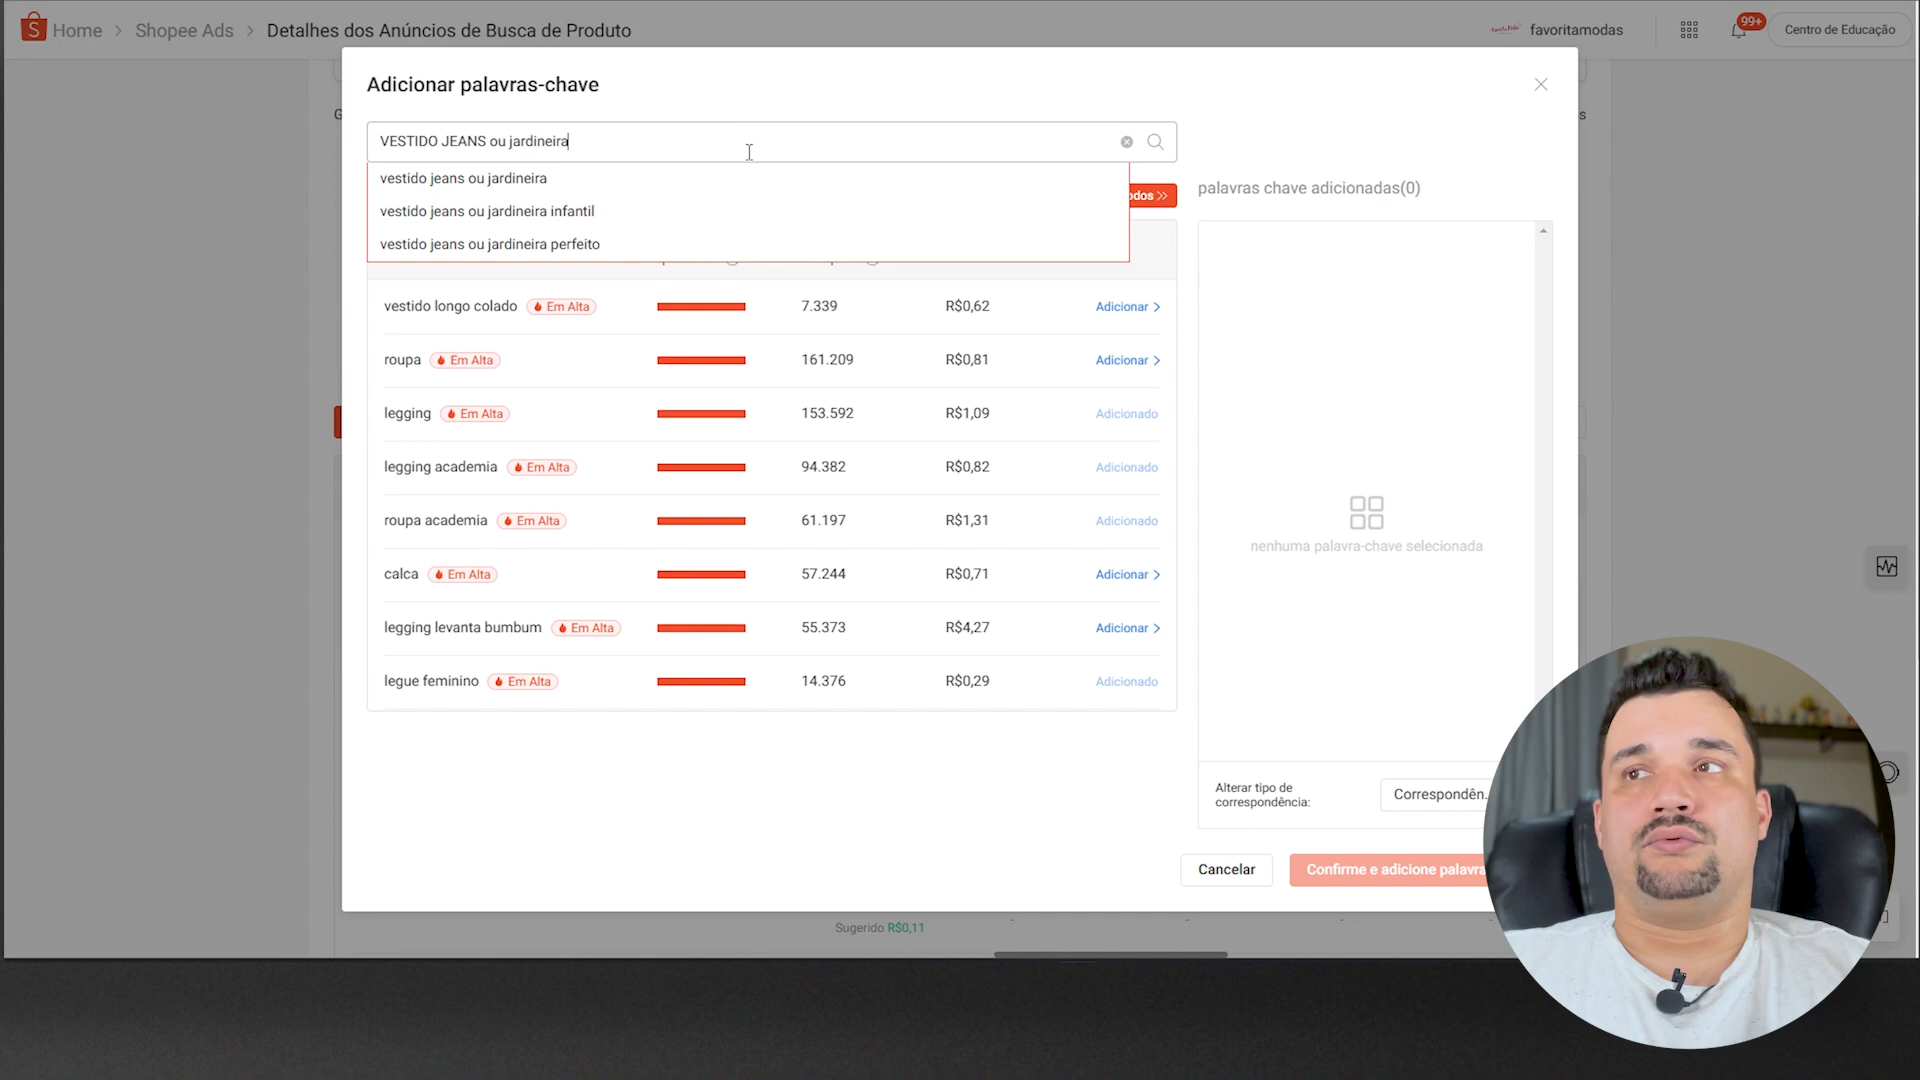 Home > Shopee Ads > Detalhes dos Anúncios de Busca de Produto
favoritamodas
99+
Centro de Educação
Adicionar palavras-chave
VESTIDO JEANS ou jardineira
vestido jeans ou jardineira
vestido jeans ou jardineira infantil
vestido jeans ou jardineira perfeito
palavras chave adicionadas(0)
vestido longo colado Em Alta 7.339 R$0,62 Adicionar >
roupa Em Alta 161.209 R$0,81 Adicionar >
legging Em Alta 153.592 R$1,09 Adicionado
legging academia Em Alta 94.382 R$0,82 Adicionado
roupa academia Em Alta 61.197 R$1,31 Adicionado
calca Em Alta 57.244 R$0,71 Adicionar >
legging levanta bumbum Em Alta 55.373 R$4,27 Adicionar >
legue feminino Em Alta 14.376 R$0,29 Adicionado
nenhuma palavra-chave selecionada
Alterar tipo de
correspondência:
Correspondên.
Cancelar
Confirme e adicione palavra
Sugerido R$0,11